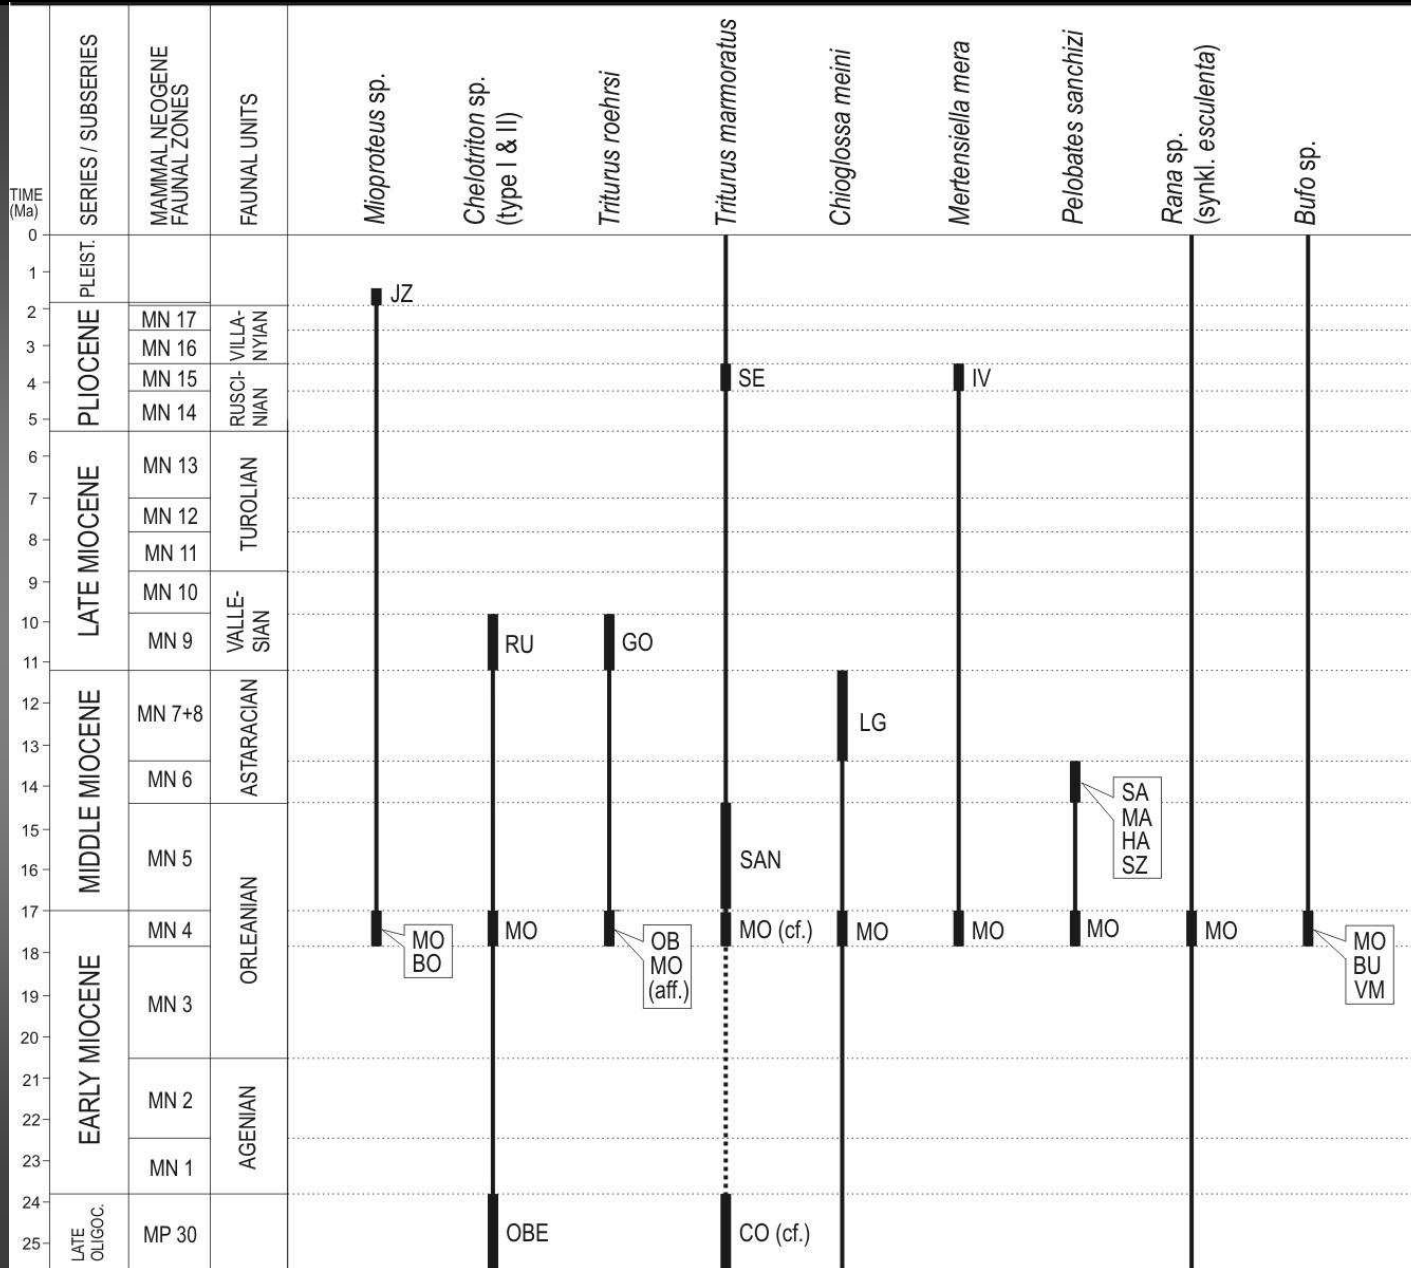 TIME
(Ma)
SERIES / SUBSERIES
MAMMAL NEOGENE
FAUNAL ZONES
FAUNAL UNITS
Mioproteus sp.
Chelotriton sp.
(type I & II)
Triturus roehrsi
Triturus marmoratus
Chioglossa meini
Mertensiella mera
Pelobates sanchizi
Rana sp.
(synkl. esculenta)
Bufo sp.
0
1
2
3
4
5
6
7
8
9
10
11
12
13
14
15
16
17
18
19
20
21
22
23
24
25
PLEIST.
PLIOCENE
LATE MIOCENE
MIDDLE MIOCENE
EARLY MIOCENE
LATE
OLIGOC.
MN 17
MN 16
MN 15
MN 14
MN 13
MN 12
MN 11
MN 10
MN 9
MN 7+8
MN 6
MN 5
MN 4
MN 3
MN 2
MN 1
MP 30
VILLA-
NYIAN
RUSCI-
NIAN
TUROLIAN
VALLE-
SIAN
ASTARACIAN
ORLEANIAN
AGENIAN
JZ
SE
IV
RU
GO
LG
SA
MA
HA
SZ
SAN
MO
BO
MO
OB
MO
(aff.)
MO (cf.)
MO
MO
MO
MO
MO
BU
VM
OBE
CO (cf.)